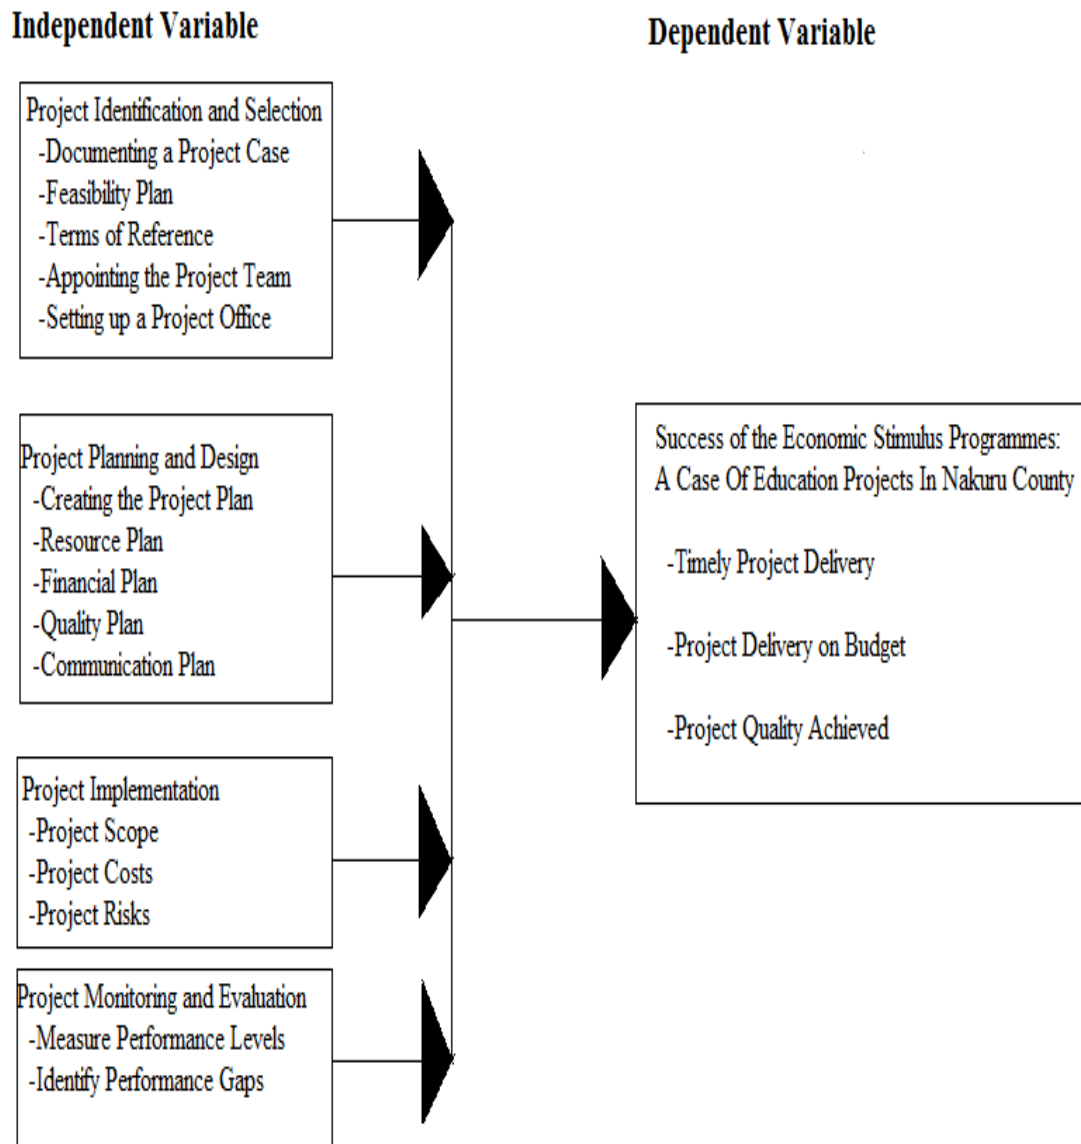 Independent Variable
Dependent Variable
Project Identification and Selection
-Documenting a Project Case
-Feasibility Plan
-Terms of Reference
-Appointing the Project Team
-Setting up a Project Office
Project Planning and Design
-Creating the Project Plan
-Resource Plan
-Financial Plan
-Quality Plan
-Communication Plan
Project Implementation
-Project Scope
-Project Costs
-Project Risks
Project Monitoring and Evaluation
-Measure Performance Levels
-Identify Performance Gaps
Success of the Economic Stimulus Programmes:
A Case Of Education Projects In Nakuru County
-Timely Project Delivery
-Project Delivery on Budget
-Project Quality Achieved